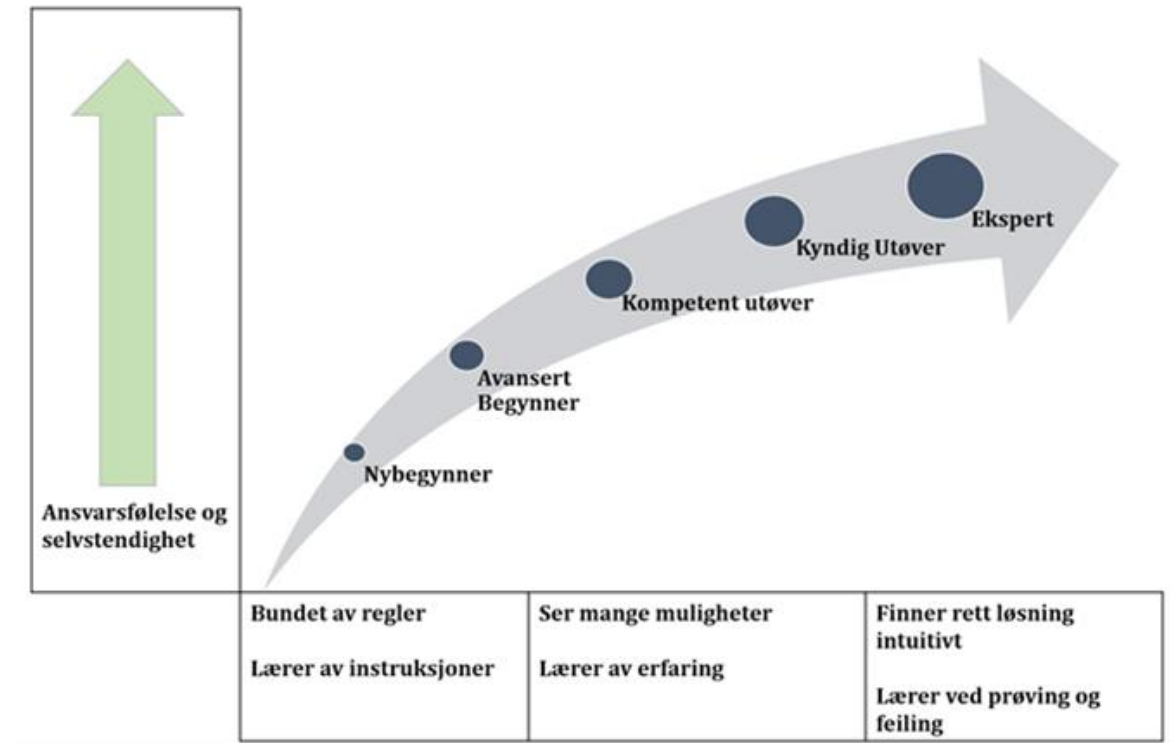 Ekspert
Kyndig Utøver
Kompetent utøver
Avansert
Begynner
Nybegynner
Ansvarsfølelse og
selvstendighet
Bundet av regler
Lærer av instruksjoner
Ser mange muligheter
Lærer av erfaring
Finner rett løsning
intuitivt
Lærer ved prøving og
feiling